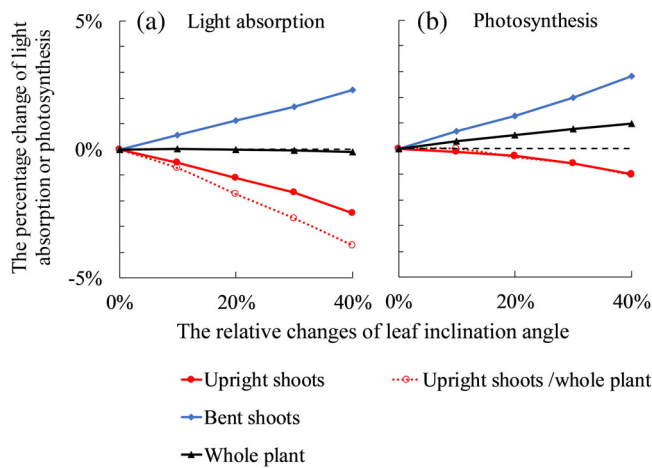 (a) Light absorption
(b) Photosynthesis
The percentage change of light
absorption or photosynthesis
5%
0%
-5%
0% 20% 40%
0% 20% 40%
The relative changes of leaf inclination angle
Upright shoots
Upright shoots /whole plant
Bent shoots
Whole plant